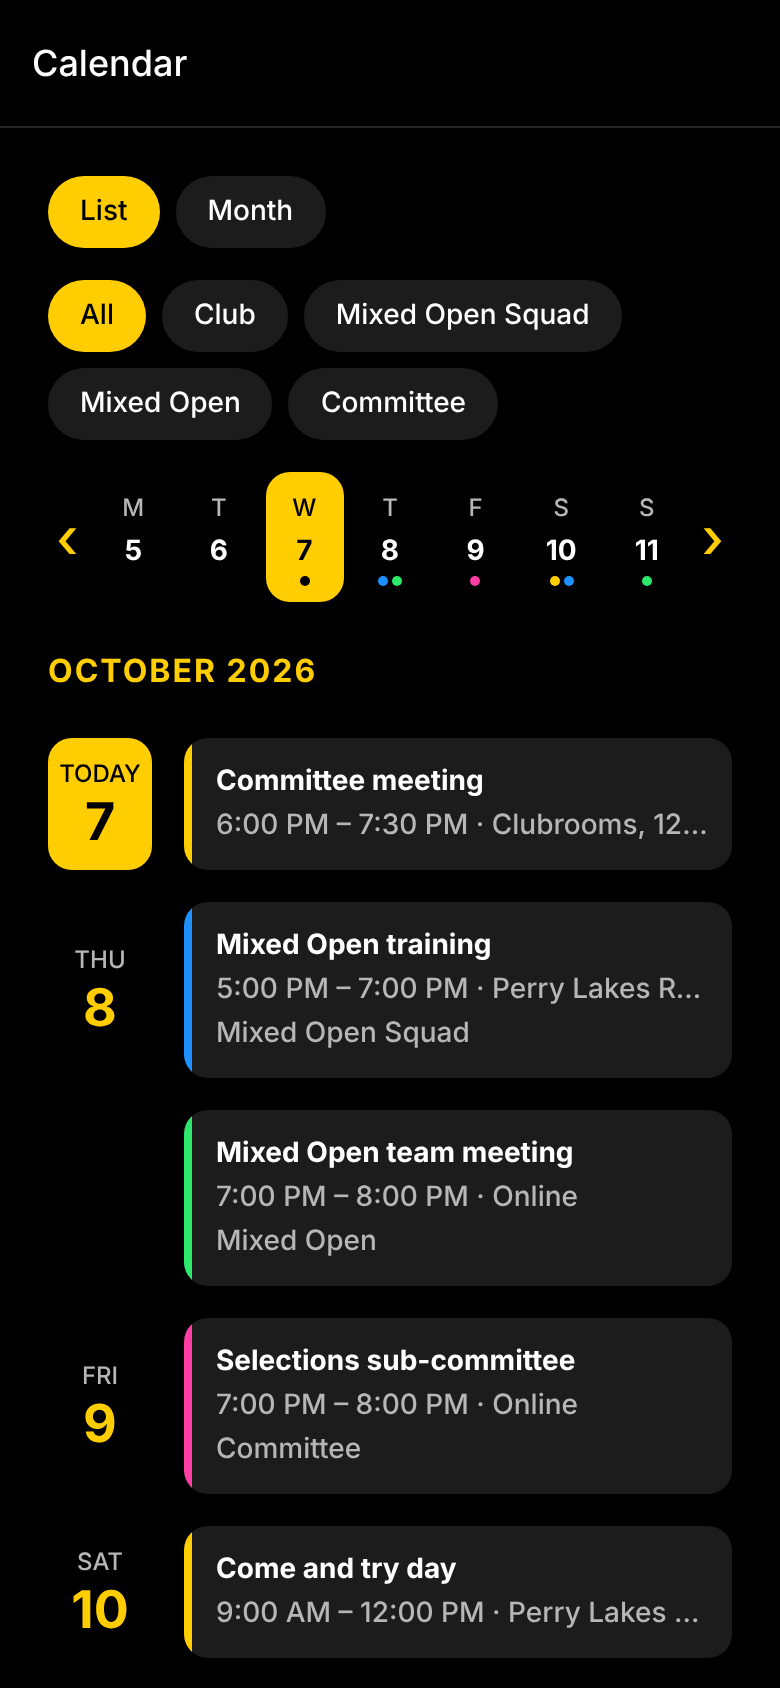 Calendar
List
Month
All
Club
Mixed Open Squad
Mixed Open
Committee
M T W T F S S
‹ 5 6 7 8 9 10 11 ›
OCTOBER 2026
TODAY
7
Committee meeting
6:00 PM – 7:30 PM · Clubrooms, 12...
THU
8
Mixed Open training
5:00 PM – 7:00 PM · Perry Lakes R...
Mixed Open Squad
Mixed Open team meeting
7:00 PM – 8:00 PM · Online
Mixed Open
FRI
9
Selections sub-committee
7:00 PM – 8:00 PM · Online
Committee
SAT
10
Come and try day
9:00 AM – 12:00 PM · Perry Lakes ...